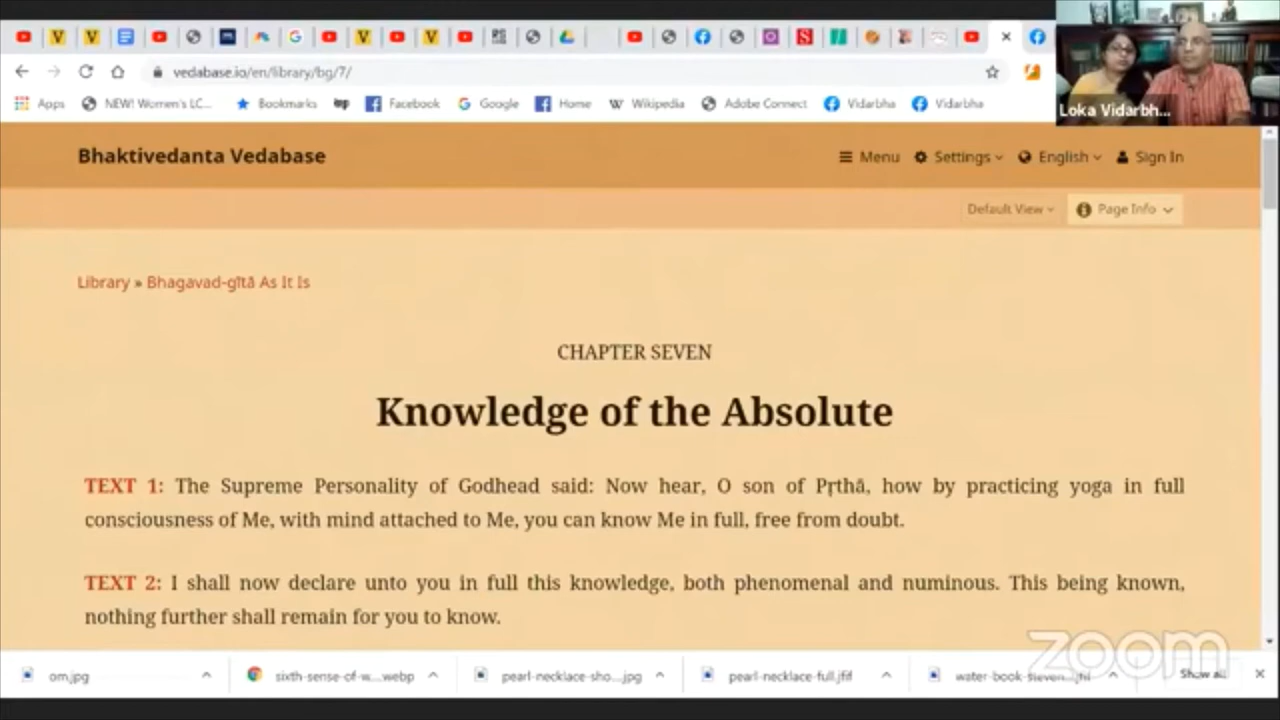 vedabase.io/en/library/bg/7/
Apps NEW! Women's LC... Bookmarks Facebook Google Home Wikipedia Adobe Connect Vidarbha Vidarbha
Loka Vidarbh...
Bhaktivedanta Vedabase
Menu Settings English Sign In
Default View Page Info
Library » Bhagavad-gītā As It Is
CHAPTER SEVEN
Knowledge of the Absolute
TEXT 1: The Supreme Personality of Godhead said: Now hear, O son of Pṛthā, how by practicing yoga in full
consciousness of Me, with mind attached to Me, you can know Me in full, free from doubt.
TEXT 2: I shall now declare unto you in full this knowledge, both phenomenal and numinous. This being known,
nothing further shall remain for you to know.
zoom
om.jpg sixth-sense-of-w....webp pearl-necklace-sho....jpg pearl-necklace-full.jfif Show all